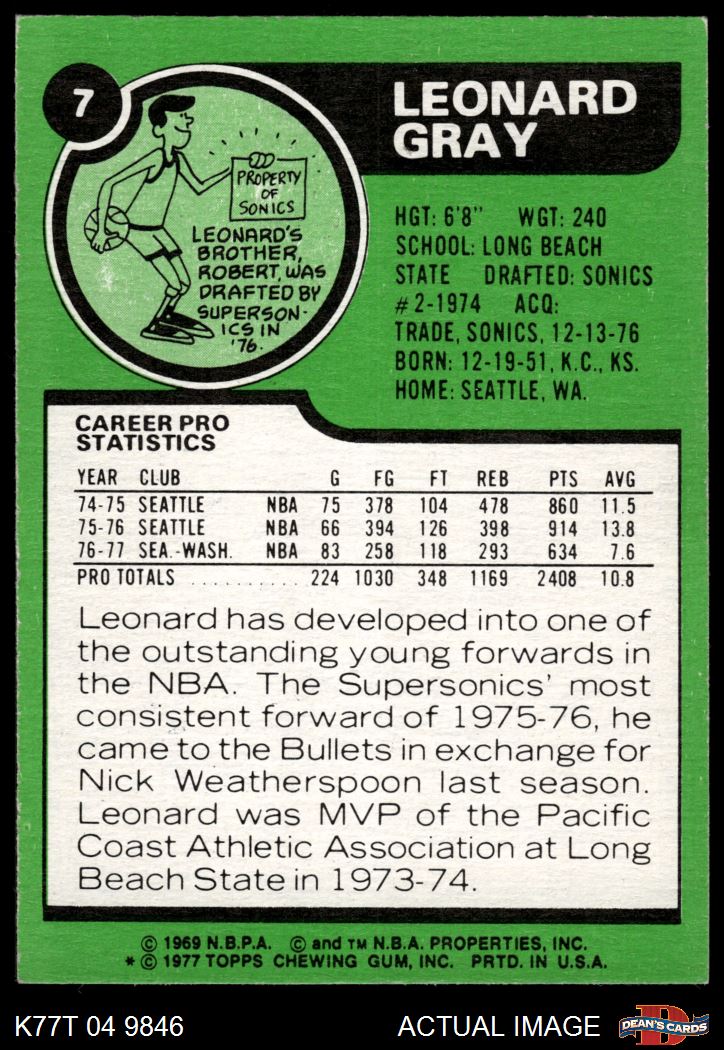 7
LEONARD
GRAY
PROPERTY
OF
SONICS
LEONARD'S
BROTHER,
ROBERT, WAS
DRAFTED BY
SUPERSON-
ICS IN
'76.
HGT: 6'8" WGT: 240
SCHOOL: LONG BEACH
STATE DRAFTED: SONICS
#2-1974 ACQ:
TRADE, SONICS, 12-13-76
BORN: 12-19-51, K.C., KS.
HOME: SEATTLE, WA.
CAREER PRO
STATISTICS
YEAR CLUB G FG FT REB PTS AVG
74-75 SEATTLE NBA 75 378 104 478 860 11.5
75-76 SEATTLE NBA 66 394 126 398 914 13.8
76-77 SEA.-WASH. NBA 83 258 118 293 634 7.6
PRO TOTALS .......... 224 1030 348 1169 2408 10.8
Leonard has developed into one of
the outstanding young forwards in
the NBA. The Supersonics' most
consistent forward of 1975-76, he
came to the Bullets in exchange for
Nick Weatherspoon last season.
Leonard was MVP of the Pacific
Coast Athletic Association at Long
Beach State in 1973-74.
© 1969 N.B.P.A. © and TM N.B.A. PROPERTIES, INC.
* © 1977 TOPPS CHEWING GUM, INC. PRTD. IN U.S.A.
K77T 04 9846 ACTUAL IMAGE
D
DEAN'S CARDS